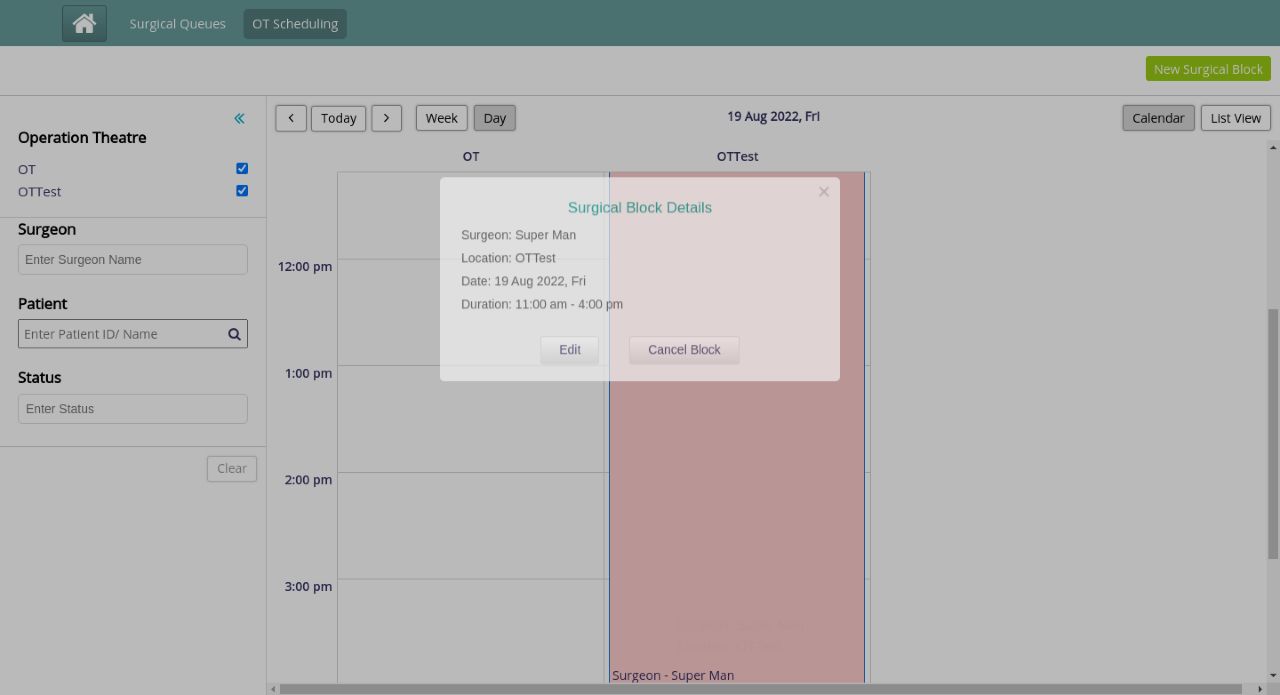 Surgical Queues
OT Scheduling
New Surgical Block
Today
Week
Day
19 Aug 2022, Fri
Calendar
List View
Operation Theatre
OT
OTTest
Surgeon
Enter Surgeon Name
Patient
Enter Patient ID/ Name
Status
Enter Status
Clear
OT
OTTest
12:00 pm
1:00 pm
2:00 pm
3:00 pm
Surgical Block Details
Surgeon: Super Man
Location: OTTest
Date: 19 Aug 2022, Fri
Duration: 11:00 am - 4:00 pm
Edit
Cancel Block
Surgeon - Super Man